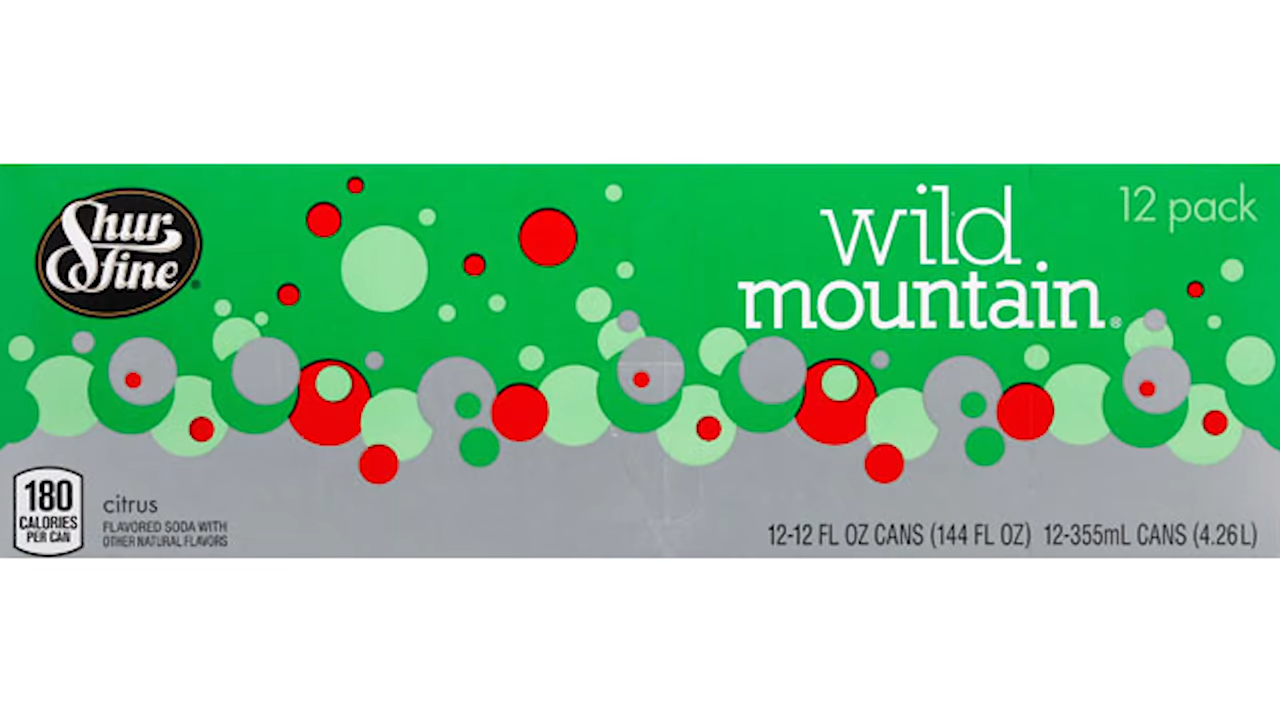 Shur
fine
wild
mountain®
12 pack
180
CALORIES
PER CAN
citrus
FLAVORED SODA WITH
OTHER NATURAL FLAVORS
12-12 FL OZ CANS (144 FL OZ) 12-355mL CANS (4.26L)